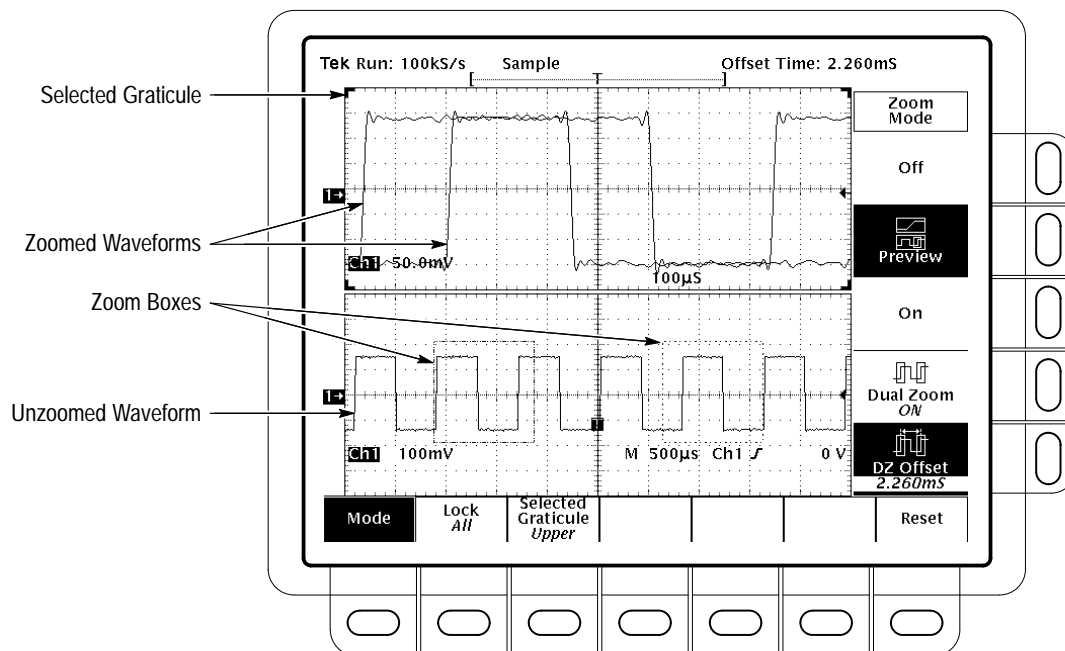 Tek Run: 100kS/s Sample Offset Time: 2.260mS
[ T ]
Selected Graticule
Zoom
Mode
Off
1→
Zoomed Waveforms
Preview
Ch1 50.0mV 100µS
Zoom Boxes
On
1→
Dual Zoom
ON
Unzoomed Waveform
T
Ch1 100mV M 500µs Ch1 0 V
DZ Offset
2.260mS
Mode
Lock
All
Selected
Graticule
Upper
Reset